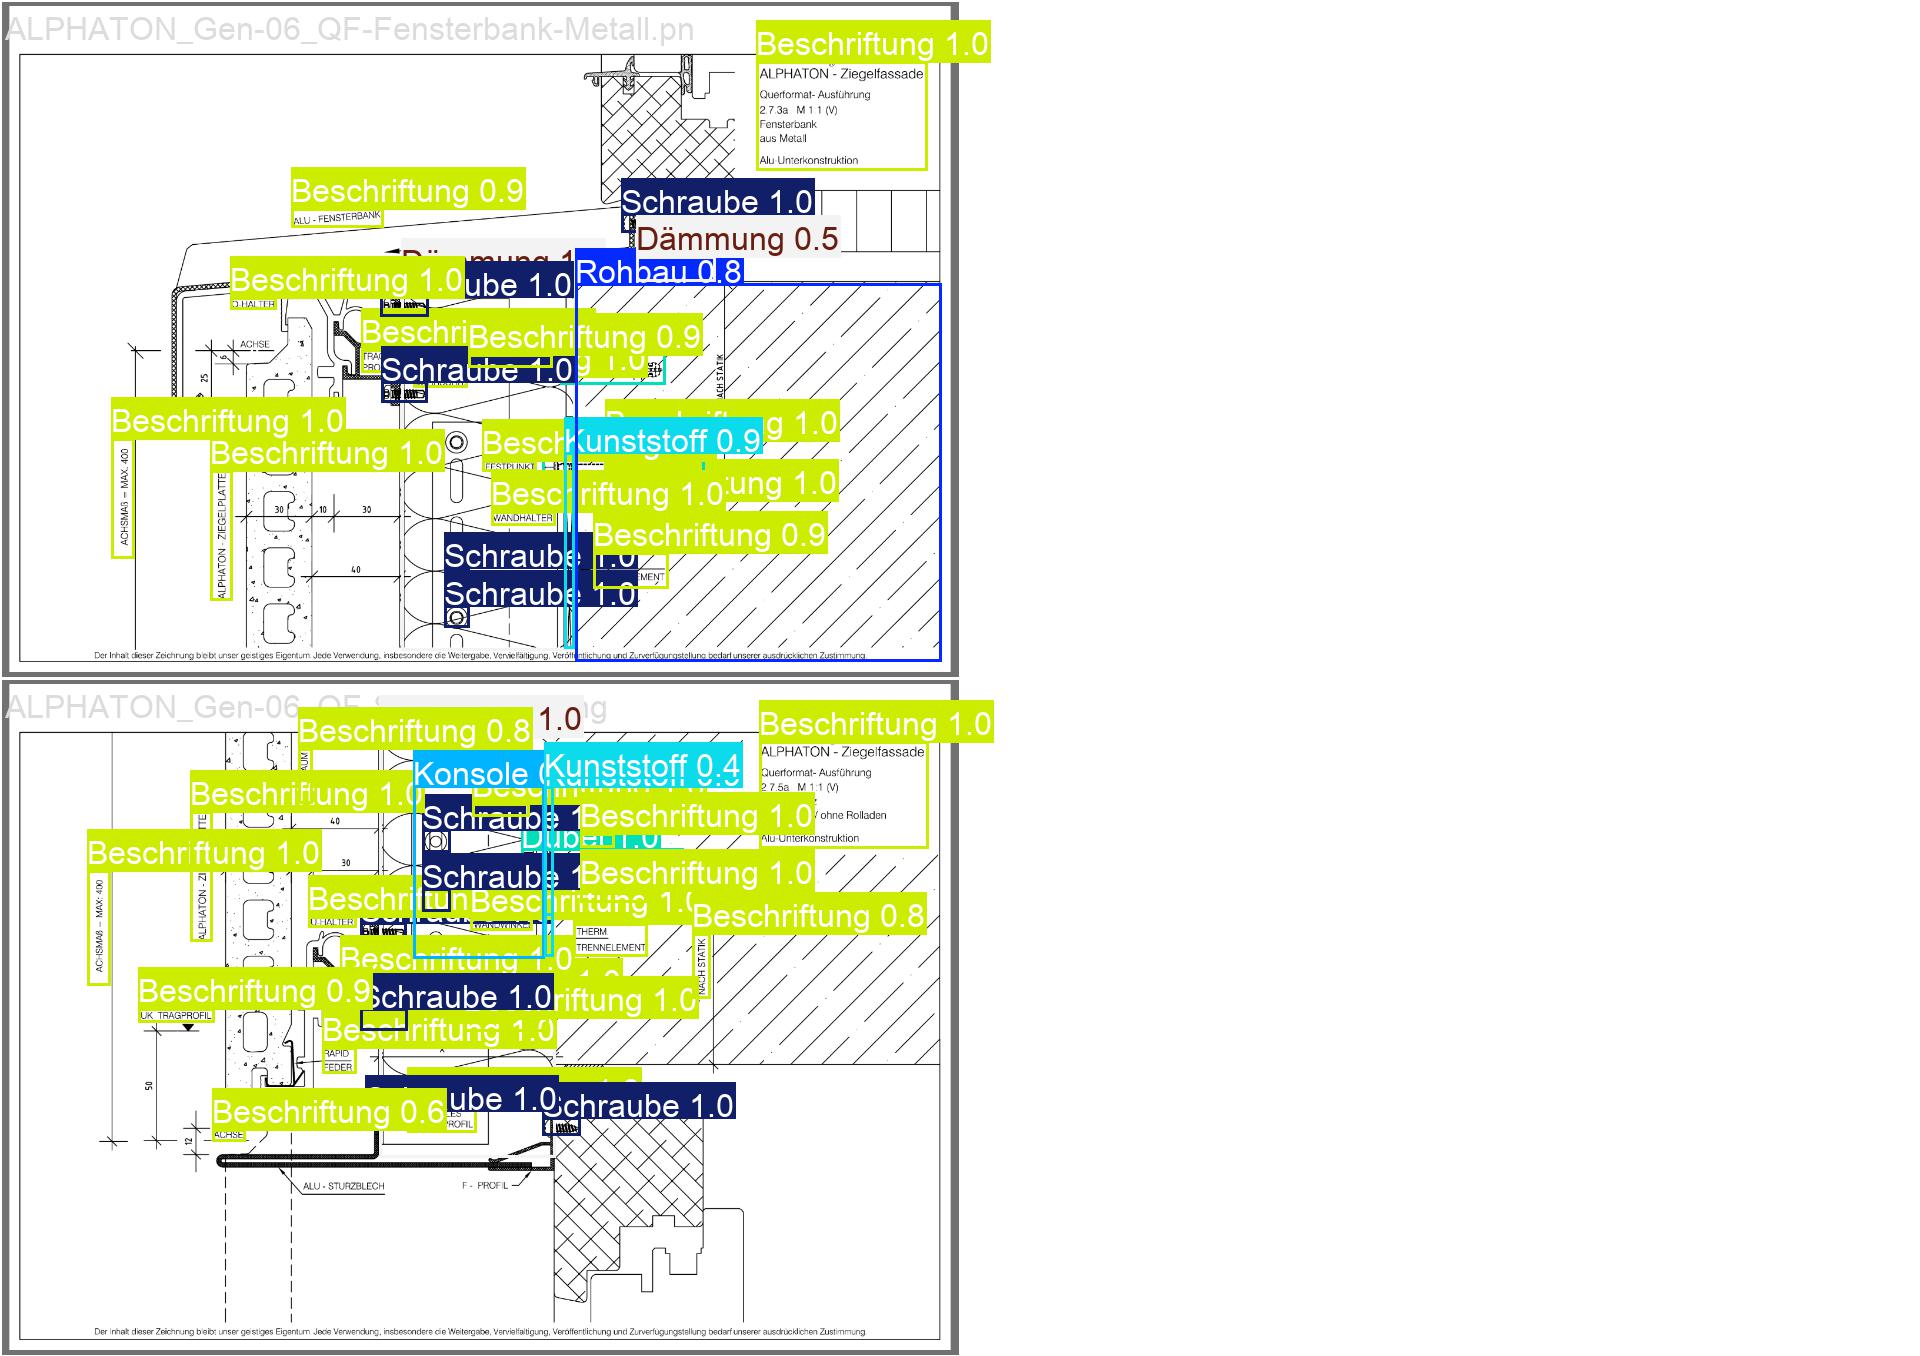 ALPHATON_Gen-06_QF-Fensterbank-Metall.pn
Beschriftung 1.0
ALPHATON - Ziegelfassade
Querformat- Ausführung
2.7.3a M 1:1 (V)
Fensterbank
aus Metall
Alu-Unterkonstruktion
Beschriftung 0.9
ALU - FENSTERBANK
Schraube 1.0
Dämmung 0.5
Rohbau 0.8
Beschriftung 1.0
ube 1.0
Beschri
Beschriftung 0.9
ACHSE
6
25
Schraube 1.0
g 1.0
NACH STATIK
Beschriftung 1.0
g 1.0
Beschriftung 1.0
Besch
Kunststoff 0.9
FESTPUNKT
ACHSMAß = MAX. 400
ALPHATON - ZIEGELPLATTE
Beschriftung 1.0
tung 1.0
WANDHALTER
30
10
30
Beschriftung 0.9
Schraube 1.0
40
Schraube 1.0
Der Inhalt dieser Zeichnung bleibt unser geistiges Eigentum. Jede Verwendung, insbesondere die Weitergabe, Vervielfältigung, Veröffentlichung und Zurverfügungstellung bedarf unserer ausdrücklichen Zustimmung.
ALPHATON_Gen-06_QF
ng
1.0
Beschriftung 0.8
Beschriftung 1.0
ALPHATON - Ziegelfassade
Querformat- Ausführung
2.7.5a M 1:1 (V)
ohne Rolladen
Alu-Unterkonstruktion
Konsole
Kunststoff 0.4
Beschriftung 1.0
Schraube 1
Beschriftung 1.0
40
Dübel 1.0
Beschriftung 1.0
30
Schraube 1
Beschriftung 1.0
ACHSMAß = MAX. 400
Beschriftung 1.0
Beschriftung 0.8
WANDWINKEL
THERM.
TRENNELEMENT
NACH STATIK
Beschriftung 1.0
Beschriftung 0.9
UK TRAGPROFIL
Schraube 1.0
riftung 1.0
Beschriftung 1.0
RAPID
FEDER
50
ube 1.0
Schraube 1.0
Beschriftung 0.6
PROFIL
ACHSE
12
ALU - STURZBLECH
F - PROFIL
Der Inhalt dieser Zeichnung bleibt unser geistiges Eigentum. Jede Verwendung, insbesondere die Weitergabe, Vervielfältigung, Veröffentlichung und Zurverfügungstellung bedarf unserer ausdrücklichen Zustimmung.